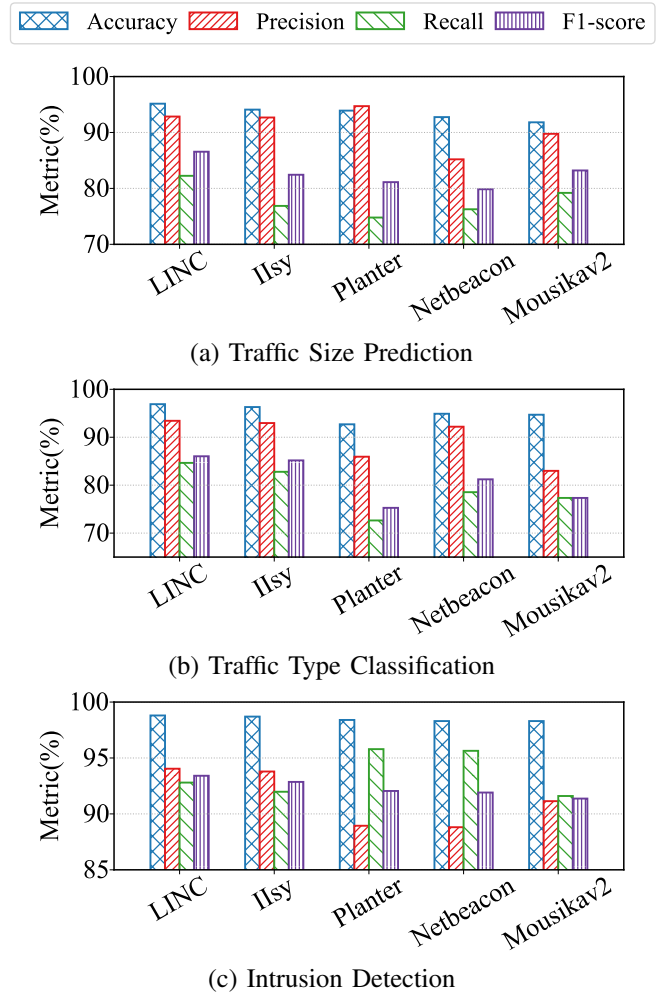 Accuracy Precision Recall F1-score
Metric(%)
100
90
80
70
LINC IIsy Planter Netbeacon Mousikav2
(a) Traffic Size Prediction
Metric(%)
100
90
80
70
LINC IIsy Planter Netbeacon Mousikav2
(b) Traffic Type Classification
Metric(%)
100
95
90
85
LINC IIsy Planter Netbeacon Mousikav2
(c) Intrusion Detection